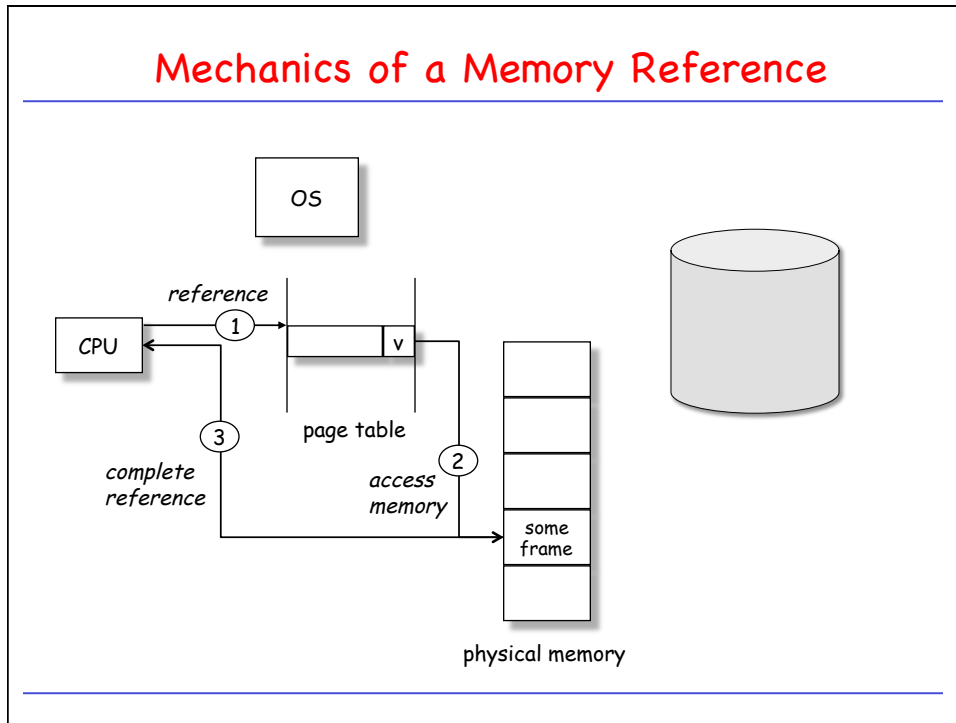 Mechanics of a Memory Reference
OS
reference
1
CPU
v
page table
3
2
complete
reference
access
memory
some
frame
physical memory